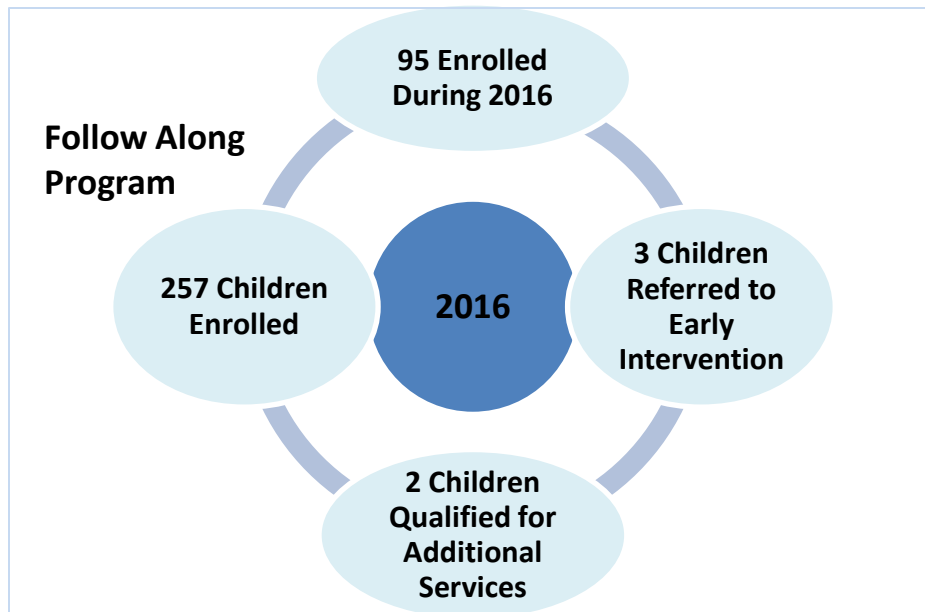 Follow Along
Program
95 Enrolled
During 2016
3 Children
Referred to
Early
Intervention
2 Children
Qualified for
Additional
Services
257 Children
Enrolled
2016